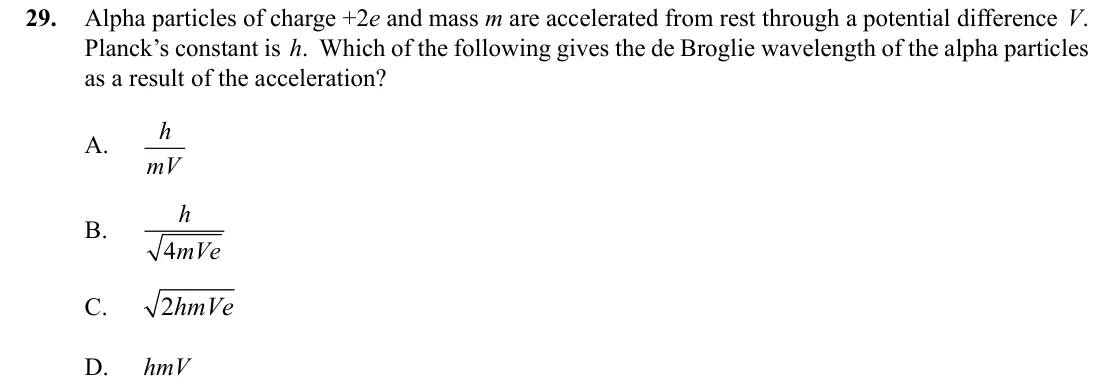 29. Alpha particles of charge +2e and mass m are accelerated from rest through a potential difference V.
Planck's constant is h. Which of the following gives the de Broglie wavelength of the alpha particles
as a result of the acceleration?
A. h
mV
B. h
√4mVe
C. √2hmVe
D. hmV